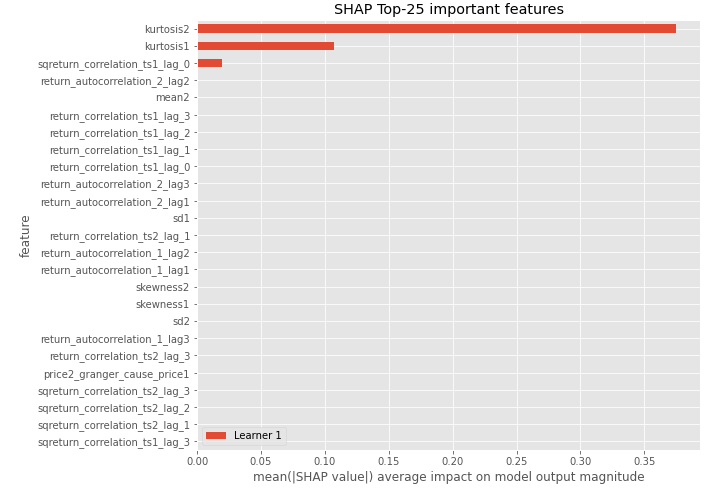 SHAP Top-25 important features
kurtosis2
kurtosis1
sqreturn_correlation_ts1_lag_0
return_autocorrelation_2_lag2
mean2
return_correlation_ts1_lag_3
return_correlation_ts1_lag_2
return_correlation_ts1_lag_1
return_correlation_ts1_lag_0
return_autocorrelation_2_lag3
return_autocorrelation_2_lag1
sd1
return_correlation_ts2_lag_1
return_autocorrelation_1_lag2
return_autocorrelation_1_lag1
skewness2
skewness1
sd2
return_autocorrelation_1_lag3
return_correlation_ts2_lag_3
price2_granger_cause_price1
sqreturn_correlation_ts2_lag_3
sqreturn_correlation_ts2_lag_2
sqreturn_correlation_ts2_lag_1
sqreturn_correlation_ts1_lag_3
feature
Learner 1
0.00 0.05 0.10 0.15 0.20 0.25 0.30 0.35
mean(|SHAP value|) average impact on model output magnitude